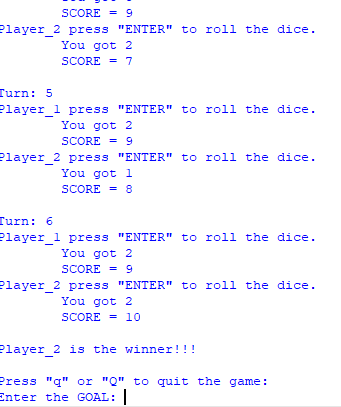 SCORE = 9
Player_2 press "ENTER" to roll the dice.
You got 2
SCORE = 7
Turn: 5
Player_1 press "ENTER" to roll the dice.
You got 2
SCORE = 9
Player_2 press "ENTER" to roll the dice.
You got 1
SCORE = 8
Turn: 6
Player_1 press "ENTER" to roll the dice.
You got 2
SCORE = 9
Player_2 press "ENTER" to roll the dice.
You got 2
SCORE = 10
Player_2 is the winner!!!
Press "q" or "Q" to quit the game:
Enter the GOAL: